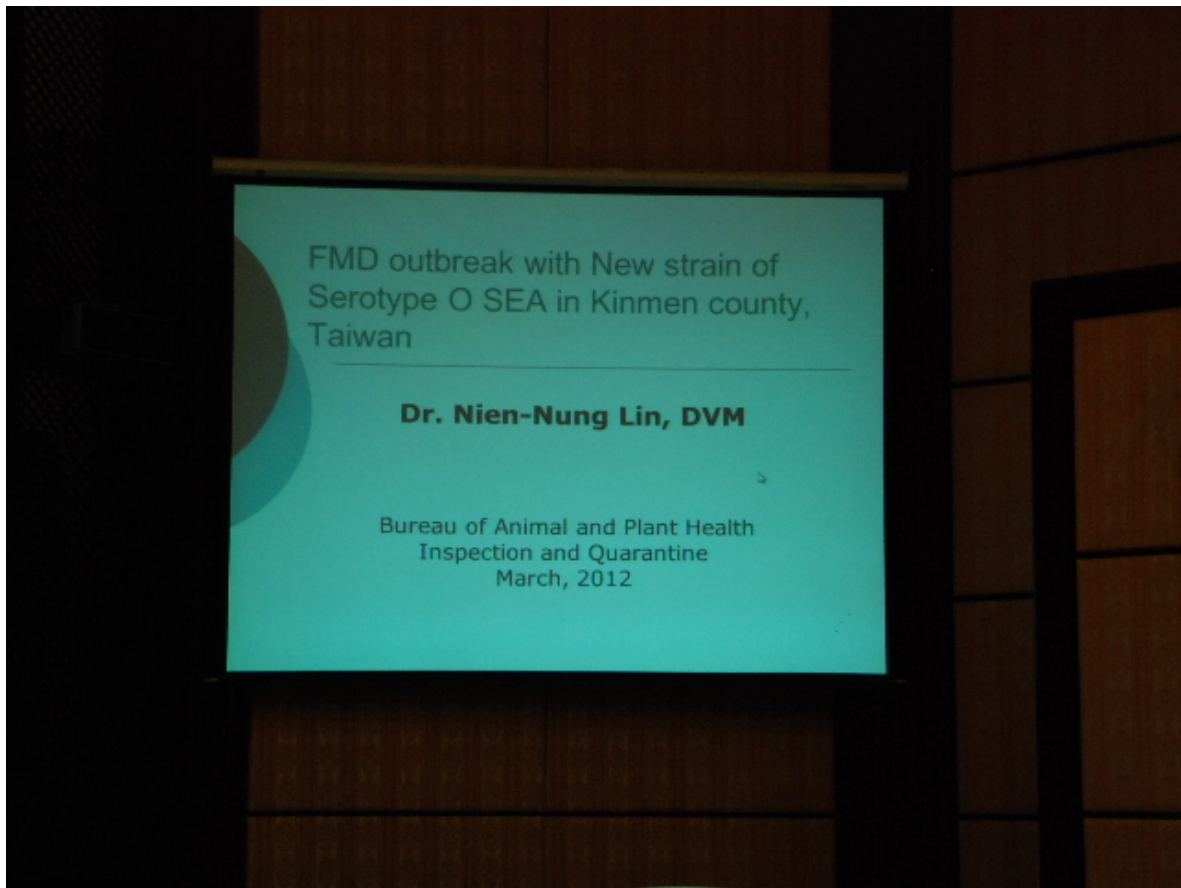 FMD outbreak with New strain of
Serotype O SEA in Kinmen county,
Taiwan
Dr. Nien-Nung Lin, DVM
Bureau of Animal and Plant Health
Inspection and Quarantine
March, 2012